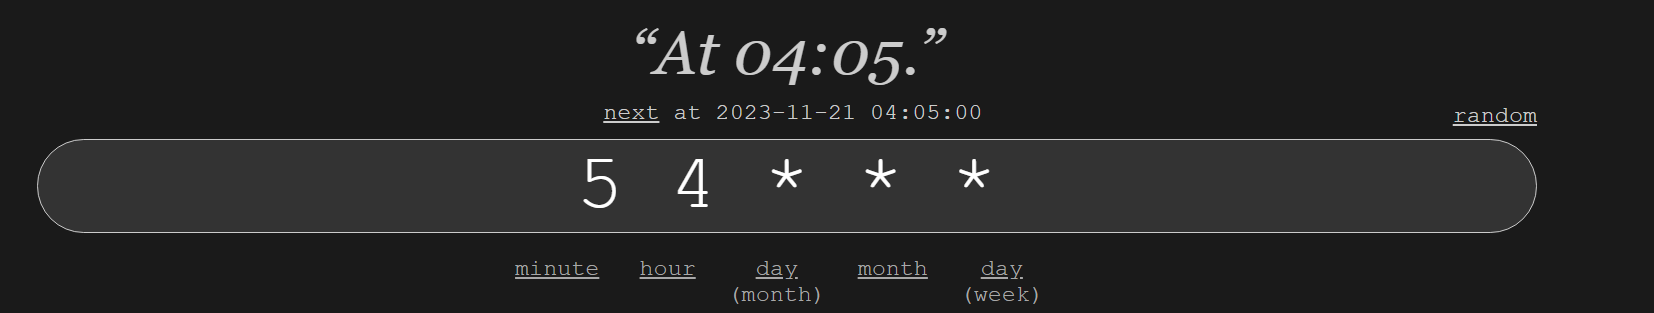 “At 04:05.”
next at 2023-11-21 04:05:00
random
5 4 * * *
minute hour day month day
(month) (week)